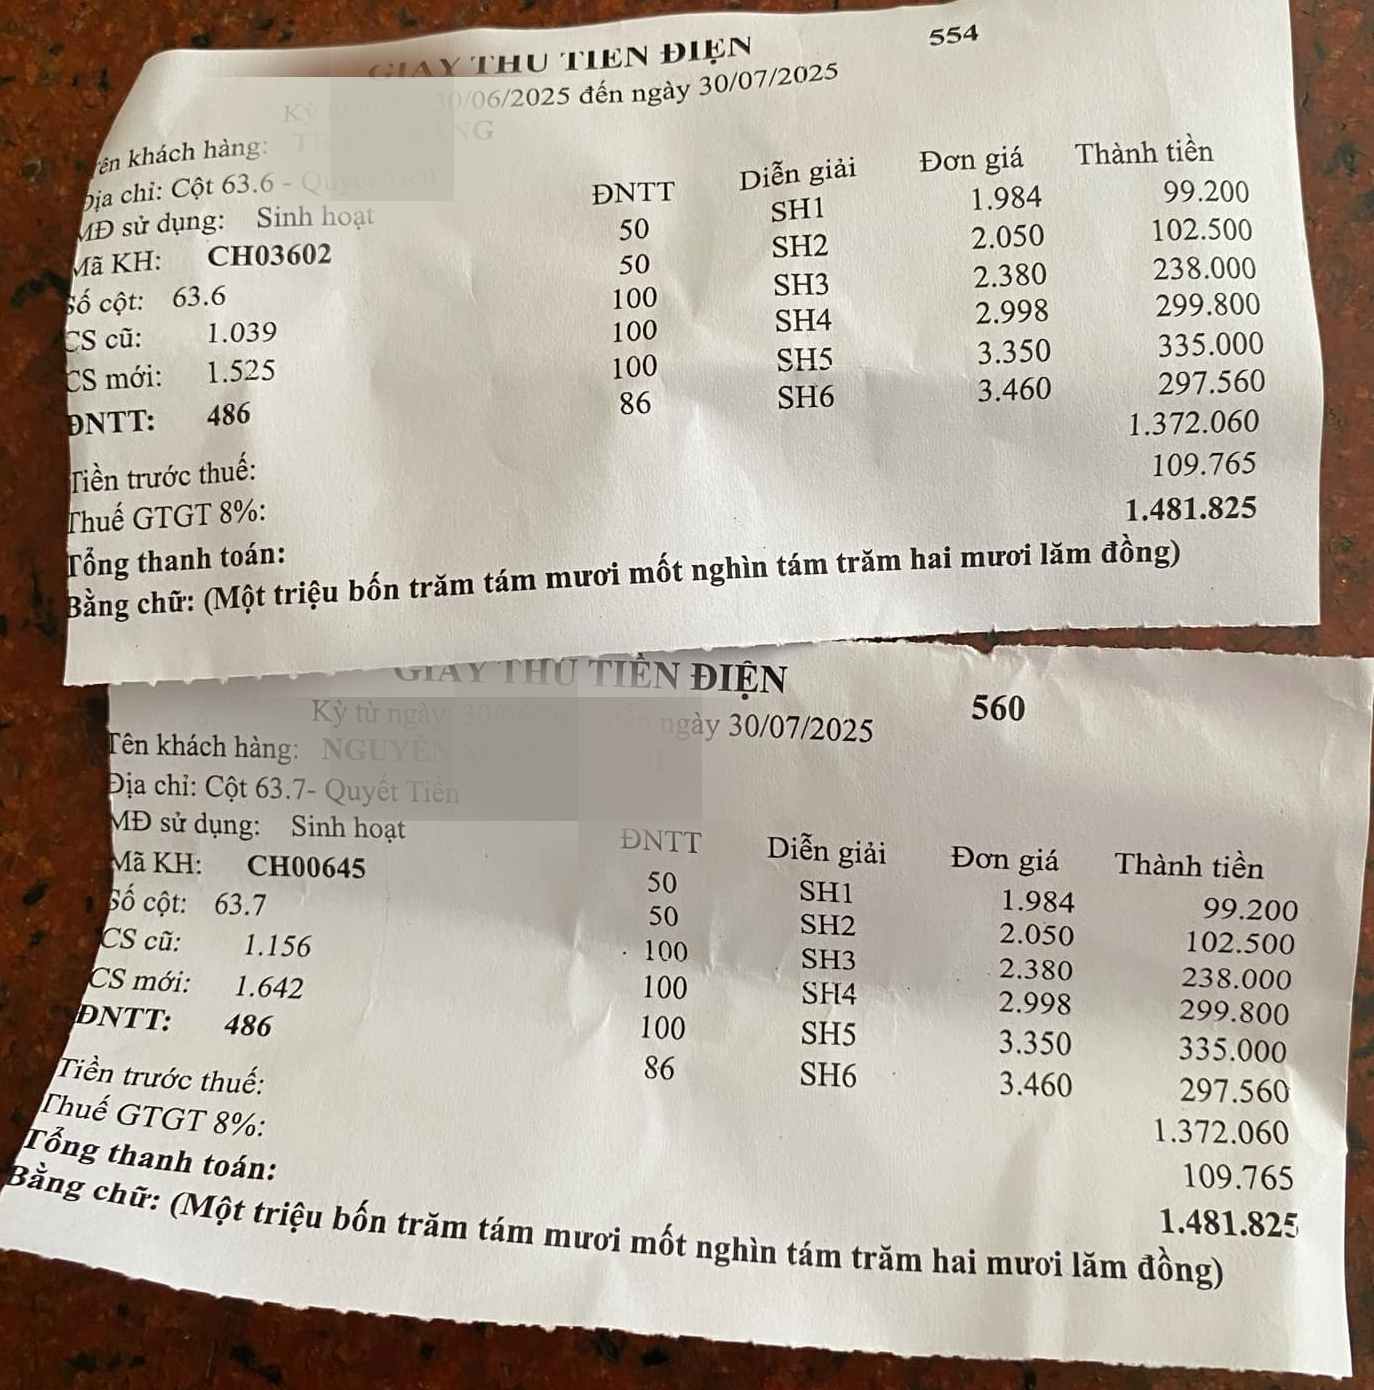 GIẤY THU TIỀN ĐIỆN 554
Kỳ /06/2025 đến ngày 30/07/2025
Tên khách hàng:
Địa chỉ: Cột 63.6 -
MĐ sử dụng: Sinh hoạt ĐNTT Diễn giải Đơn giá Thành tiền
Mã KH: CH03602 50 SH1 1.984 99.200
Số cột: 63.6 50 SH2 2.050 102.500
CS cũ: 1.039 100 SH3 2.380 238.000
CS mới: 1.525 100 SH4 2.998 299.800
ĐNTT: 486 100 SH5 3.350 335.000
86 SH6 3.460 297.560
Tiền trước thuế: 1.372.060
Thuế GTGT 8%: 109.765
Tổng thanh toán: 1.481.825
Bằng chữ: (Một triệu bốn trăm tám mươi mốt nghìn tám trăm hai mươi lăm đồng)
GIẤY THU TIỀN ĐIỆN 560
Kỳ từ ngày ngày 30/07/2025
Tên khách hàng: NGUYỄN
Địa chỉ: Cột 63.7- Quyết Tiến
MĐ sử dụng: Sinh hoạt ĐNTT Diễn giải Đơn giá Thành tiền
Mã KH: CH00645 50 SH1 1.984 99.200
Số cột: 63.7 50 SH2 2.050 102.500
CS cũ: 1.156 100 SH3 2.380 238.000
CS mới: 1.642 100 SH4 2.998 299.800
ĐNTT: 486 100 SH5 3.350 335.000
86 SH6 3.460 297.560
Tiền trước thuế: 1.372.060
Thuế GTGT 8%: 109.765
Tổng thanh toán: 1.481.825
Bằng chữ: (Một triệu bốn trăm tám mươi mốt nghìn tám trăm hai mươi lăm đồng)